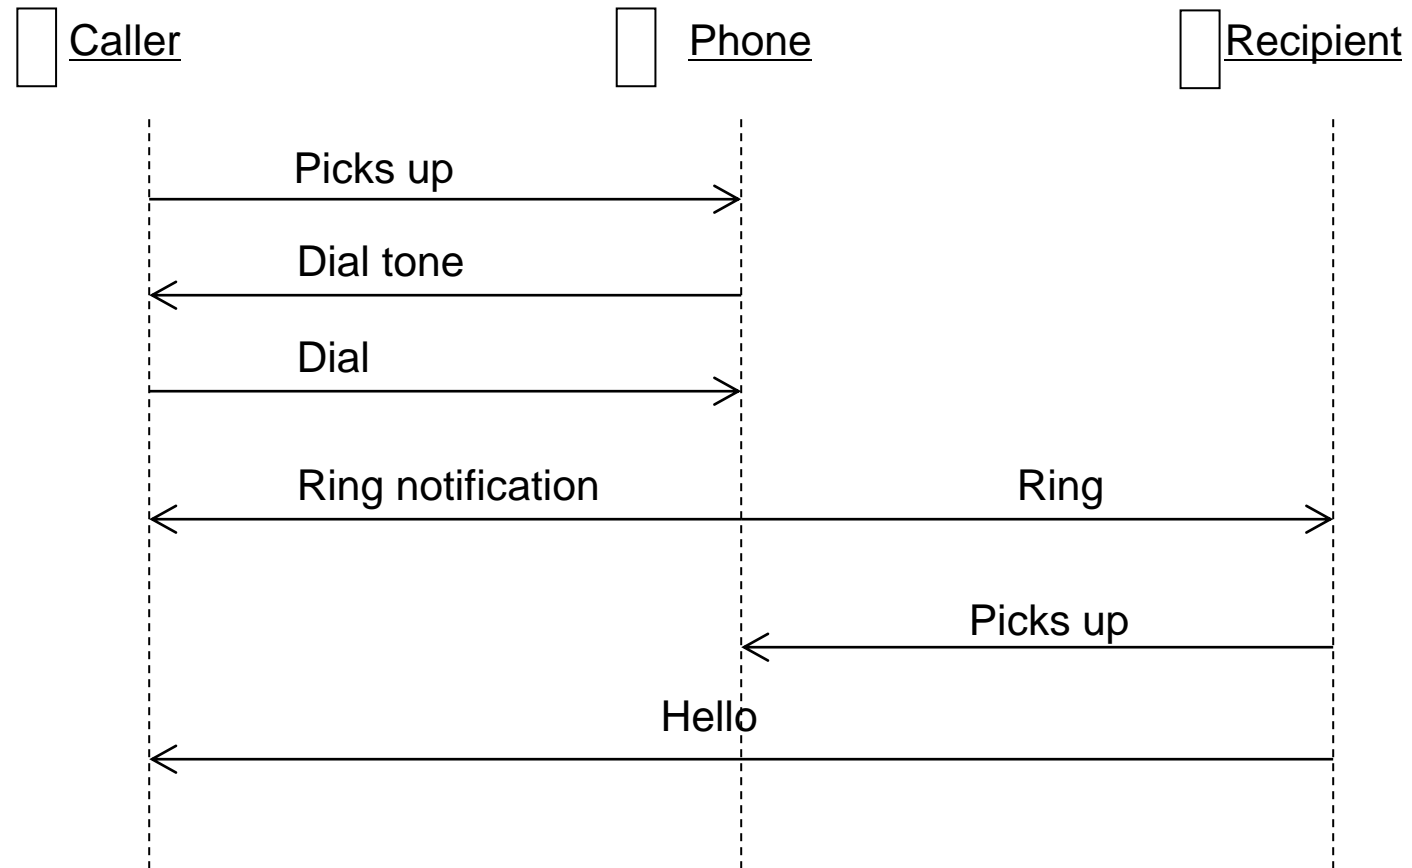 Caller
Phone
Recipient
Picks up
Dial tone
Dial
Ring notification
Ring
Picks up
Hello